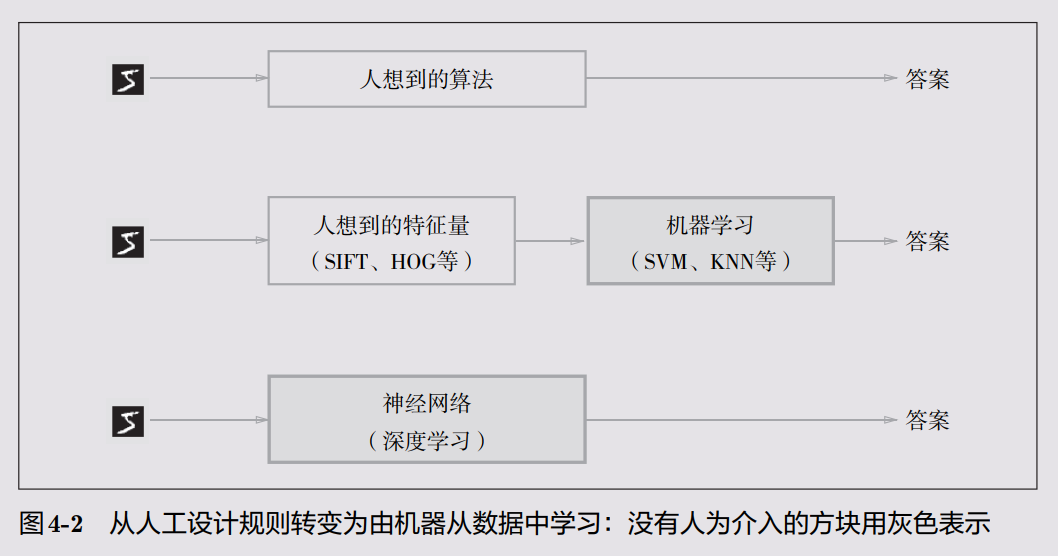 人想到的算法
答案
人想到的特征量
（SIFT、HOG等）
机器学习
（SVM、KNN等）
答案
神经网络
（深度学习）
答案
图4-2 从人工设计规则转变为由机器从数据中学习：没有人为介入的方块用灰色表示